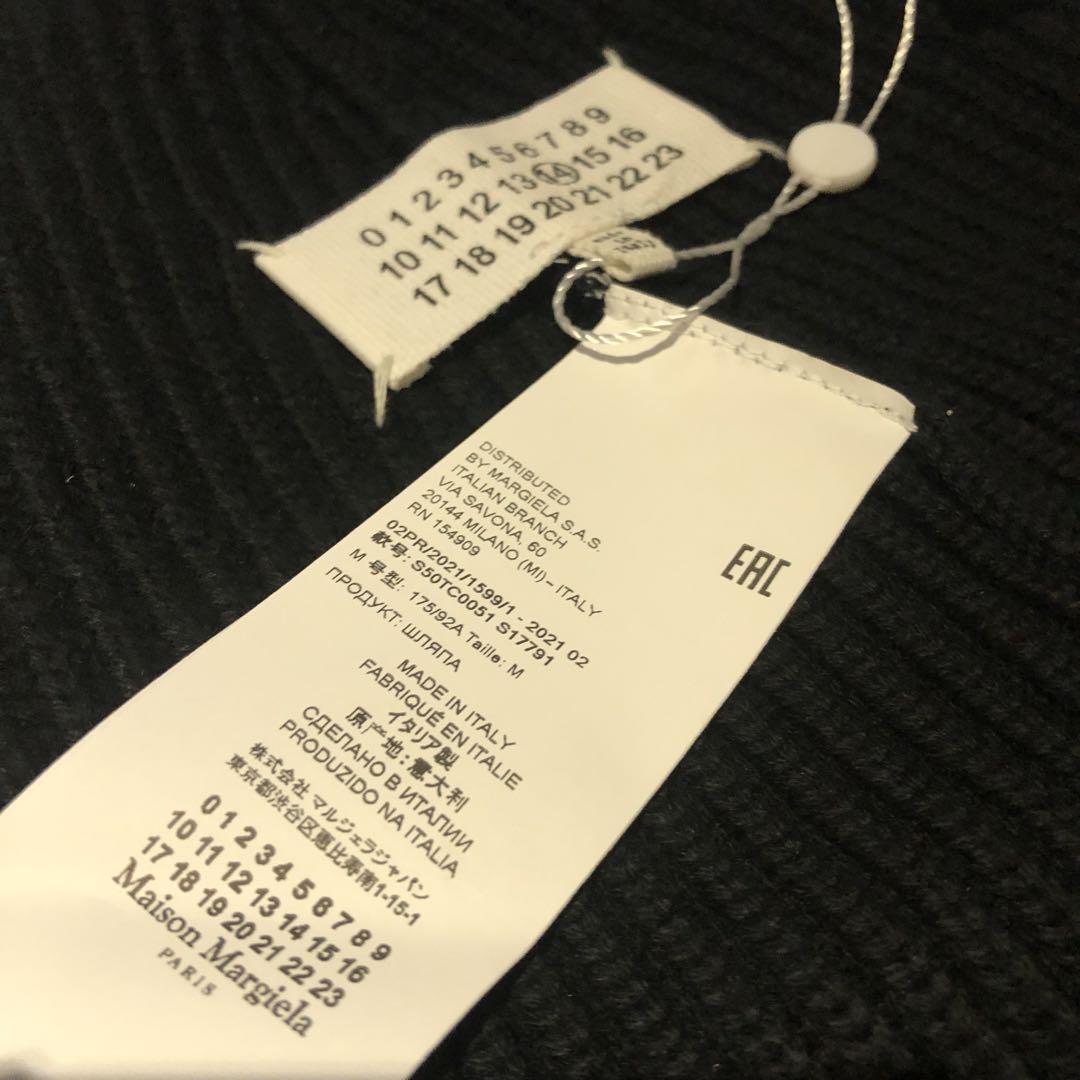 0 1 2 3 4 5 6 7 8 9
10 11 12 13 14 15 16
17 18 19 20 21 22 23
MADE
IN
ITALY
DISTRIBUTED
BY MARGIELA S.A.S.
ITALIAN BRANCH
VIA SAVONA, 60
20144 MILANO (MI) – ITALY
RN 154909
02PR/2021/1599/1 - 2021 02
款号: S50TC0051 S17791
M 号型: 175/92A Taille: M
ПРОДУКТ: ШЛЯПА
EAC
MADE IN ITALY
FABRIQUÉ EN ITALIE
イタリア製
原产地: 意大利
СДЕЛАНО В ИТАЛИИ
PRODUZIDO NA ITALIA
株式会社 マルジェラジャパン
東京都渋谷区恵比寿南1-15-1
0 1 2 3 4 5 6 7 8 9
10 11 12 13 14 15 16
17 18 19 20 21 22 23
Maison Margiela
PARIS